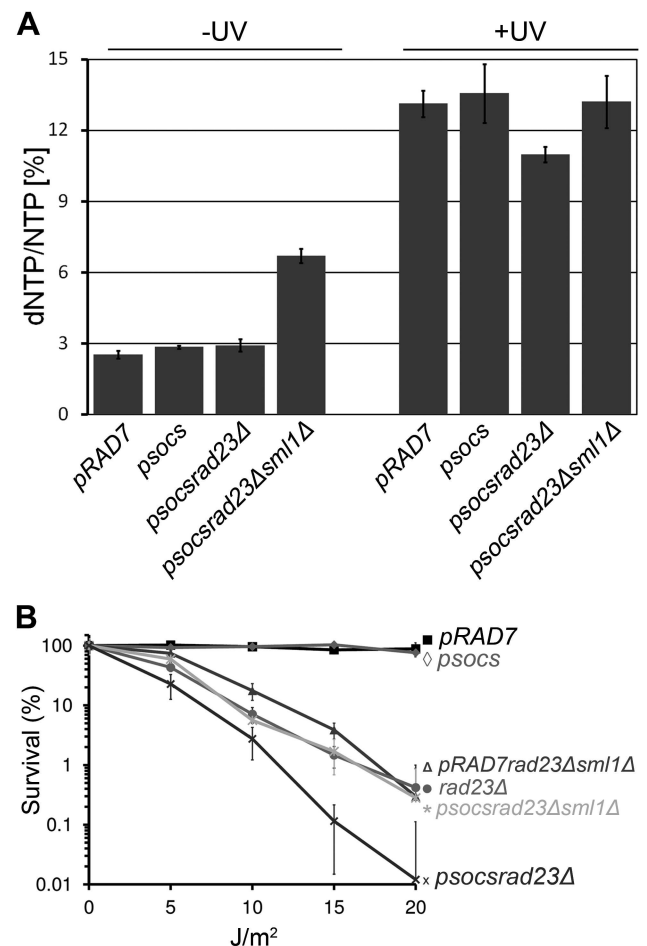 A
-UV
+UV
dNTP/NTP [%]
15
12
9
6
3
0
pRAD7
psocs
psocsrad23Δ
psocsrad23Δsml1Δ
pRAD7
psocs
psocsrad23Δ
psocsrad23Δsml1Δ
B
Survival (%)
100
10
1
0.1
0.01
0
5
10
15
20
J/m²
pRAD7
psocs
pRAD7rad23Δsml1Δ
rad23Δ
psocsrad23Δsml1Δ
psocsrad23Δ